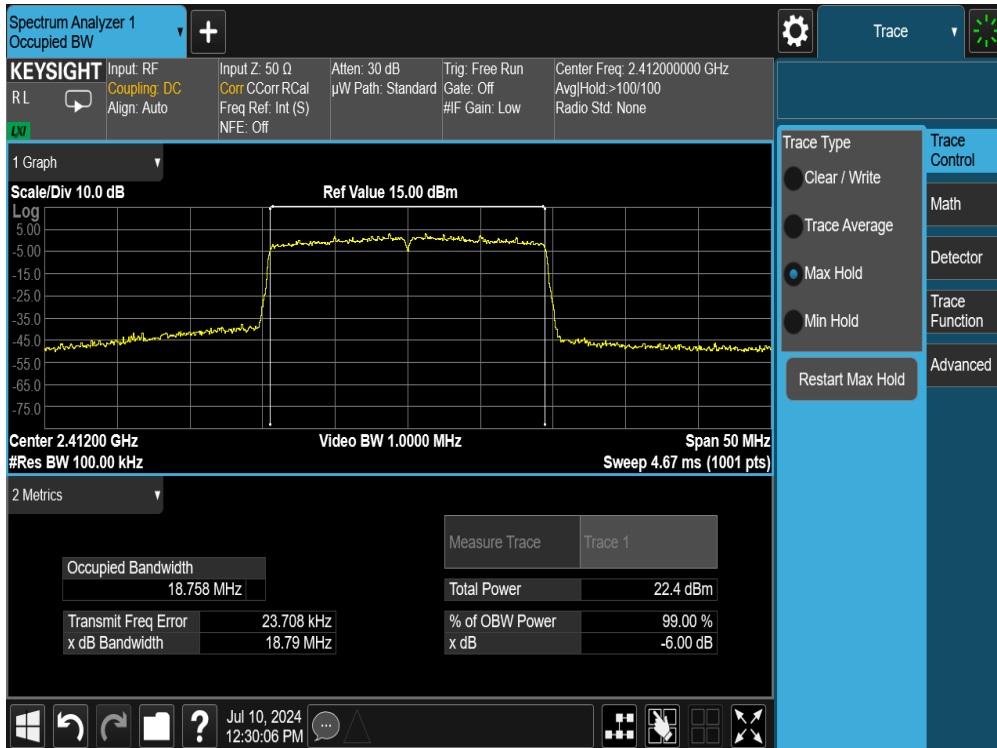 Spectrum Analyzer 1
Occupied BW
Trace
KEYSIGHT
R L
LXI
Input: RF
Coupling: DC
Align: Auto
Input Z: 50 Ω
Corr CCorr RCal
Freq Ref: Int (S)
NFE: Off
Atten: 30 dB
µW Path: Standard
Trig: Free Run
Gate: Off
#IF Gain: Low
Center Freq: 2.412000000 GHz
Avg|Hold:>100/100
Radio Std: None
1 Graph
Scale/Div 10.0 dB
Ref Value 15.00 dBm
Log
5.00
-5.00
-15.0
-25.0
-35.0
-45.0
-55.0
-65.0
-75.0
Center 2.41200 GHz
Video BW 1.0000 MHz
Span 50 MHz
#Res BW 100.00 kHz
Sweep 4.67 ms (1001 pts)
2 Metrics
Measure Trace Trace 1
Occupied Bandwidth
18.758 MHz
Total Power 22.4 dBm
Transmit Freq Error 23.708 kHz
% of OBW Power 99.00 %
x dB Bandwidth 18.79 MHz
x dB -6.00 dB
Trace Type
Clear / Write
Trace Average
Max Hold
Min Hold
Restart Max Hold
Trace
Control
Math
Detector
Trace
Function
Advanced
Jul 10, 2024
12:30:06 PM